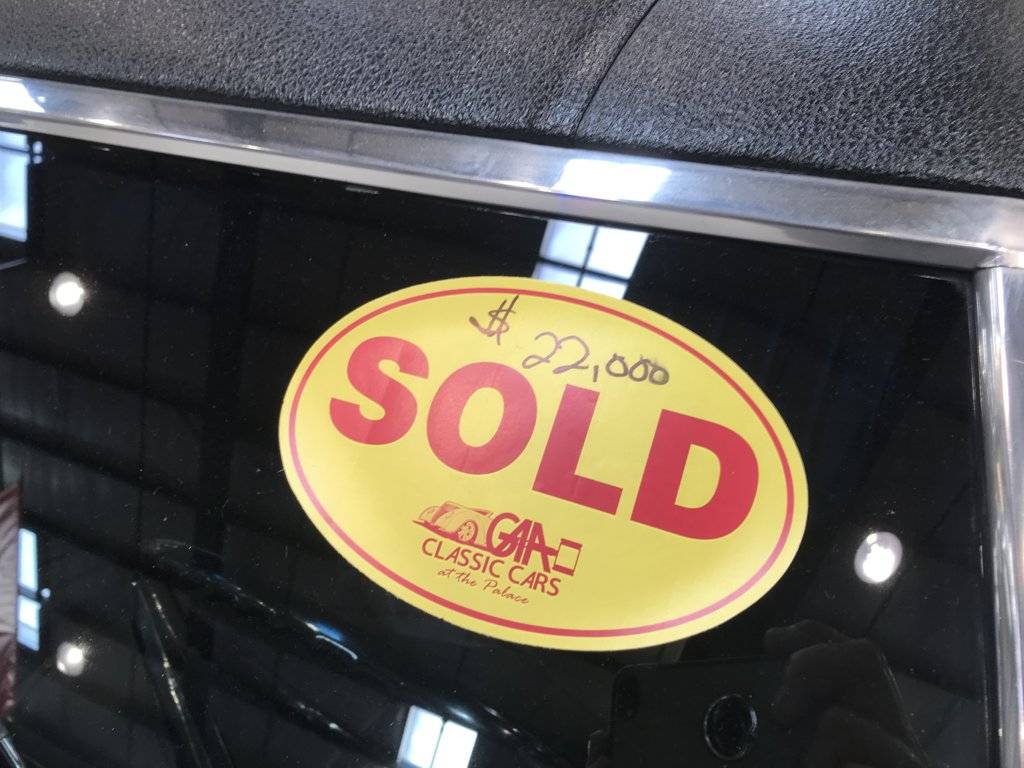 $ 22,000
SOLD
GAA
CLASSIC CARS
at the Palace